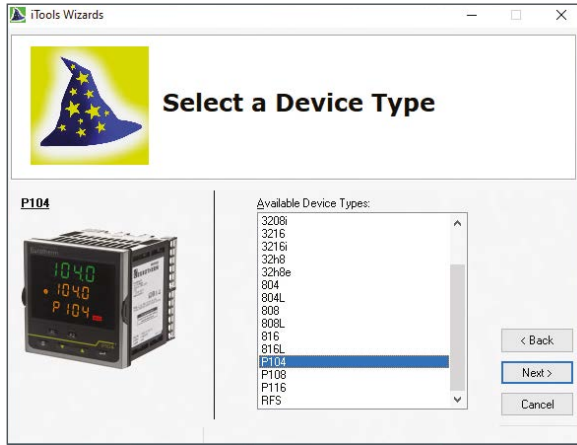 iTools Wizards
Select a Device Type
P104
104.0
104.0
P104
Available Device Types:
3208i
3216
3216i
32h8
32h8e
804
804L
808
808L
816
816L
P104
P108
P116
RFS
< Back
Next >
Cancel